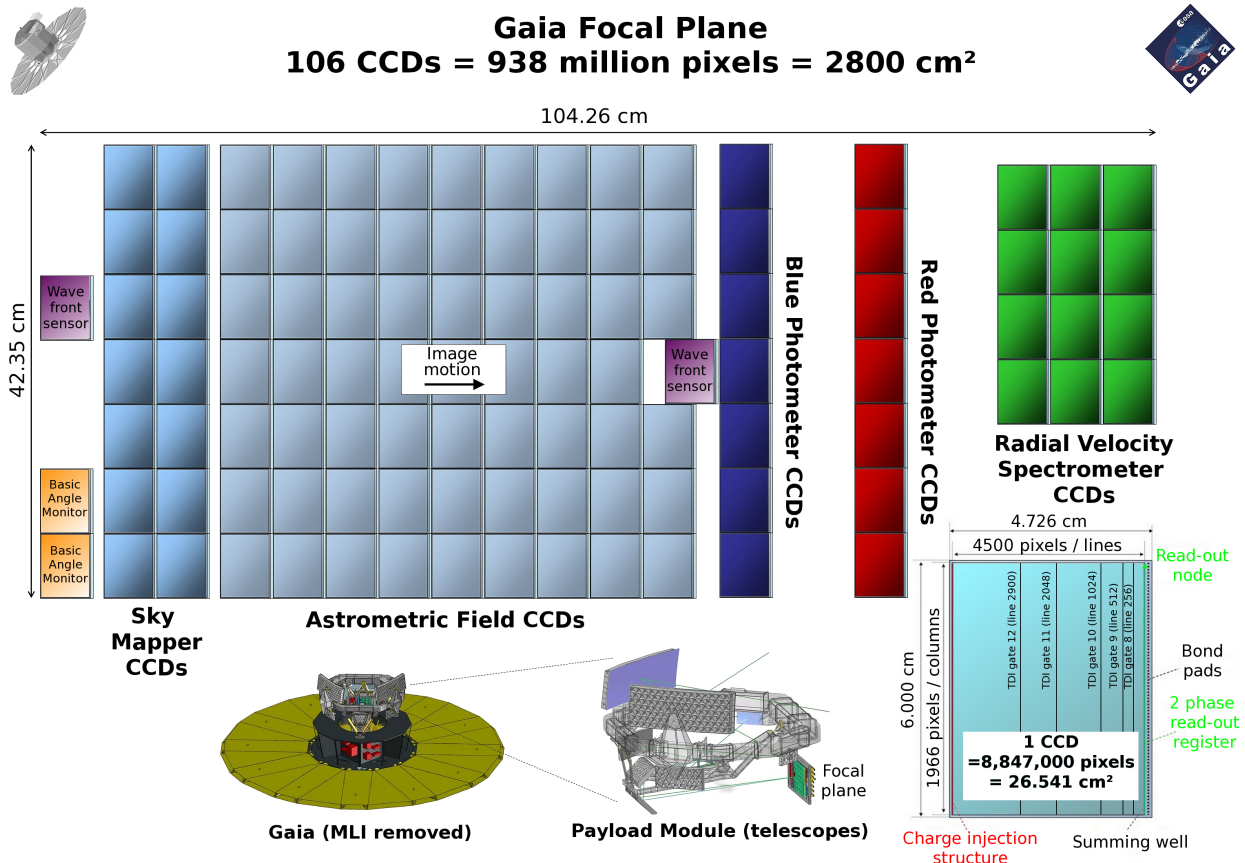 Gaia Focal Plane
106 CCDs = 938 million pixels = 2800 cm²
esa
Gaia
104.26 cm
42.35 cm
Wave
front
sensor
Basic
Angle
Monitor
Basic
Angle
Monitor
Image
motion
Wave
front
sensor
Blue Photometer CCDs
Red Photometer CCDs
Sky
Mapper
CCDs
Astrometric Field CCDs
Radial Velocity
Spectrometer
CCDs
4.726 cm
4500 pixels / lines
Read-out
node
6.000 cm
1966 pixels / columns
TDI gate 12 (line 2900)
TDI gate 11 (line 2048)
TDI gate 10 (line 1024)
TDI gate 9 (line 512)
TDI gate 8 (line 256)
Bond
pads
2 phase
read-out
register
1 CCD
=8,847,000 pixels
= 26.541 cm²
Charge injection
structure
Summing well
Focal
plane
Gaia (MLI removed)
Payload Module (telescopes)